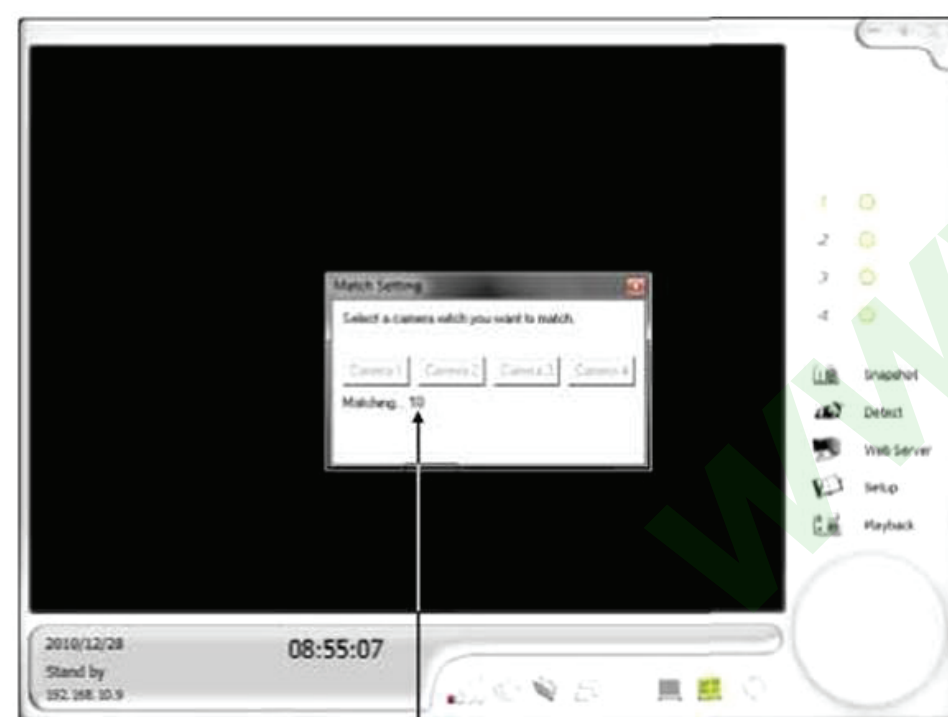 Match Setting
Select a camera witch you want to match.
Camera 1 Camera 2 Camera 3 Camera 4
Matching... 10
1
2
3
4
Snapshot
Detect
Web Server
Setup
Playback
2010/12/28
08:55:07
Stand by
192.168.10.9